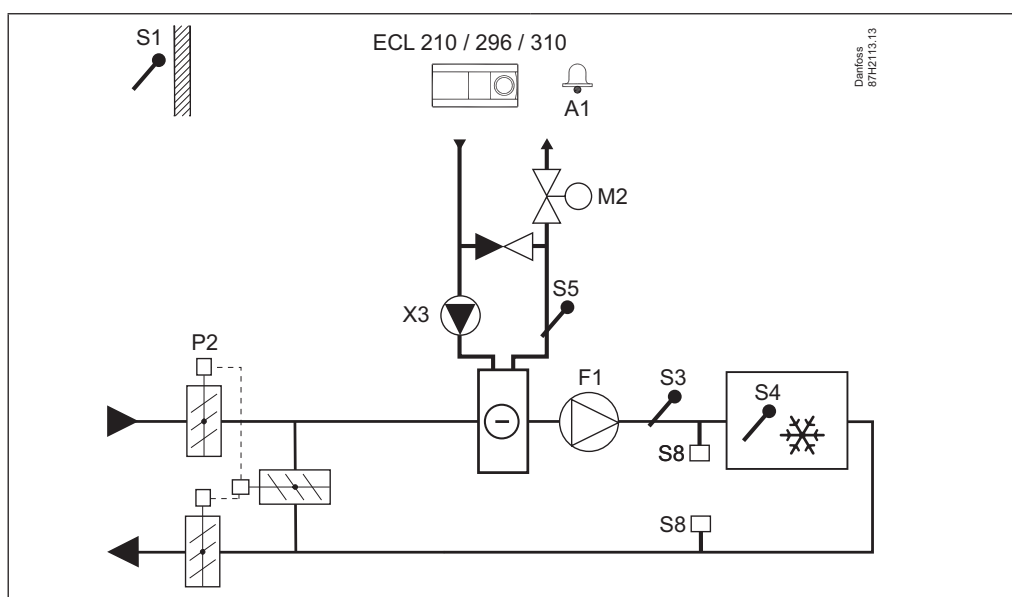 S1
ECL 210 / 296 / 310
A1
Danfoss
87H2113.13
M2
S5
X3
P2
F1
S3
S4
S8
S8